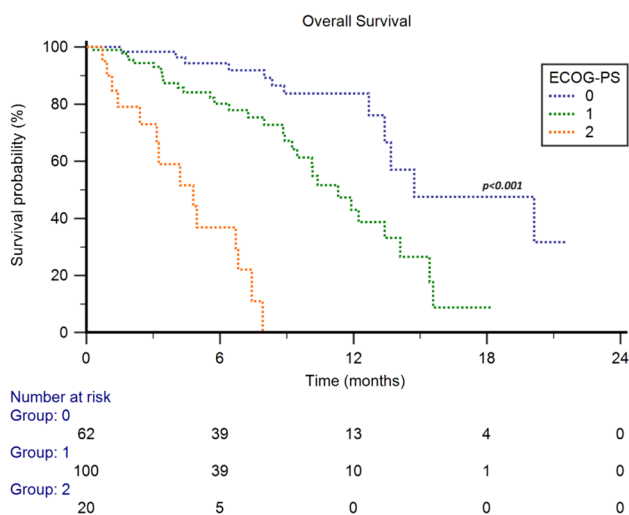 Overall Survival
Survival probability (%)
100
80
60
40
20
0
ECOG-PS
0
1
2
p<0.001
0 6 12 18 24
Time (months)
Number at risk
Group: 0
62 39 13 4 0
Group: 1
100 39 10 1 0
Group: 2
20 5 0 0 0